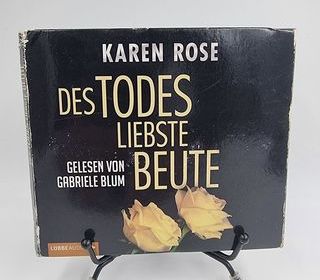 KAREN ROSE
DES TODES
LIEBSTE
BEUTE
GELESEN VON
GABRIELE BLUM
LÜBBE AUDIO